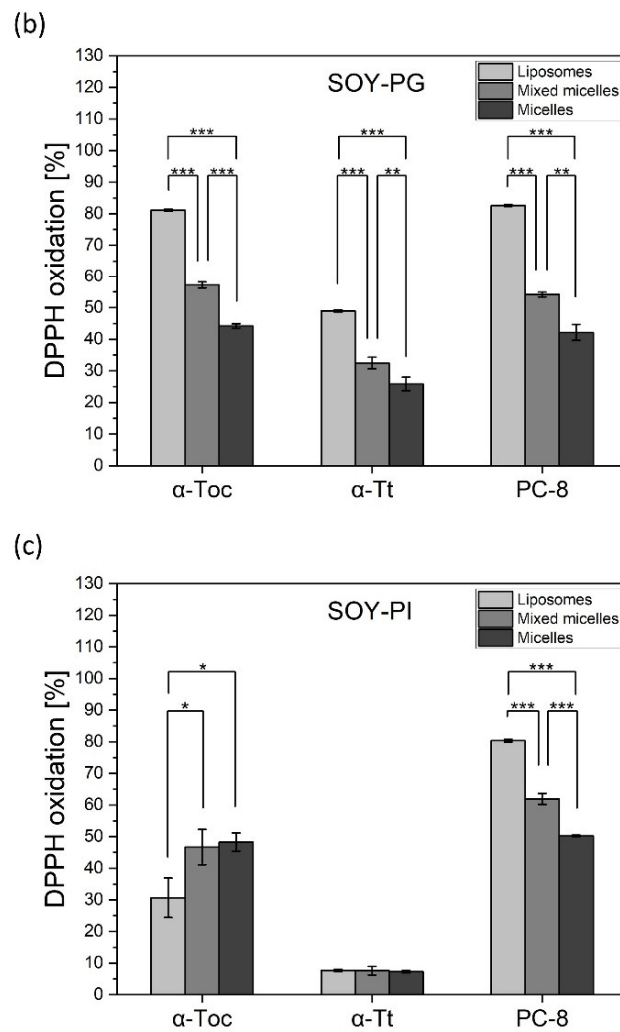 (b)
130
120
110
100
90
80
70
60
50
40
30
20
10
0
DPPH oxidation [%]
SOY-PG
Liposomes
Mixed micelles
Micelles
***
*** ***
***
*** **
***
*** **
α-Toc α-Tt PC-8
(c)
130
120
110
100
90
80
70
60
50
40
30
20
10
0
DPPH oxidation [%]
SOY-PI
Liposomes
Mixed micelles
Micelles
*
*
***
*** ***
α-Toc α-Tt PC-8